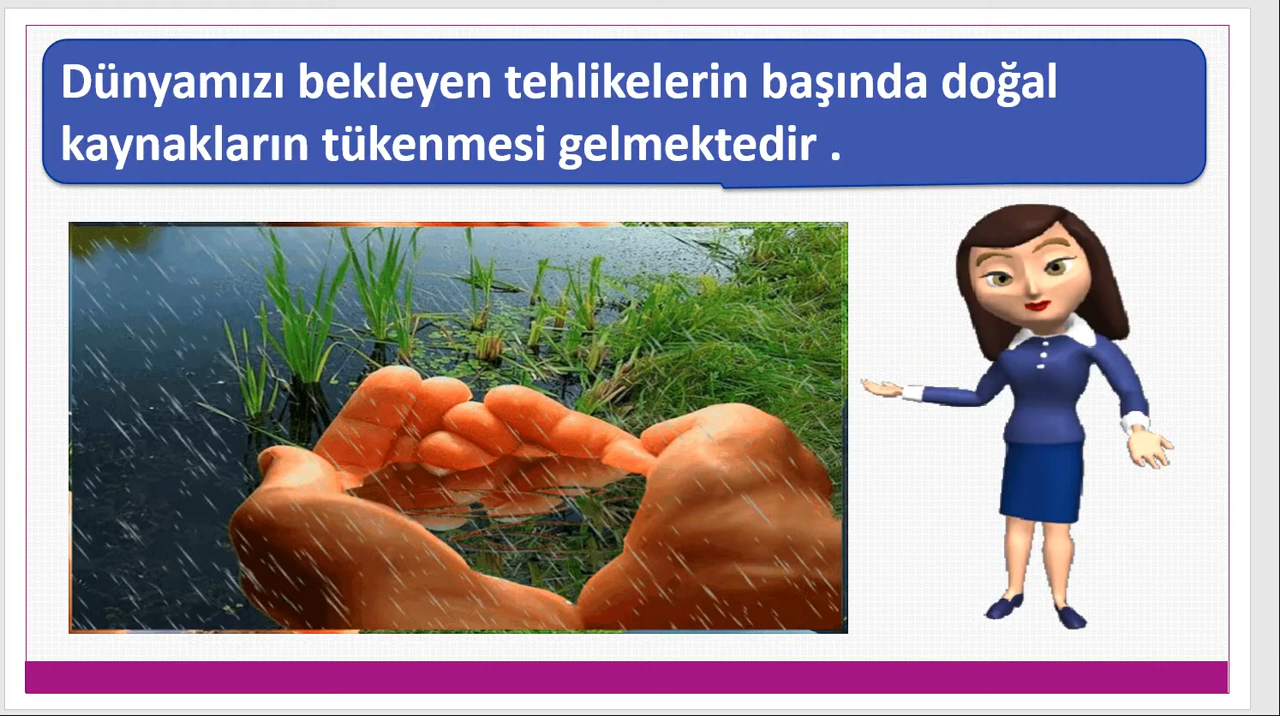 Dünyamızı bekleyen tehlikelerin başında doğal
kaynakların tükenmesi gelmektedir .